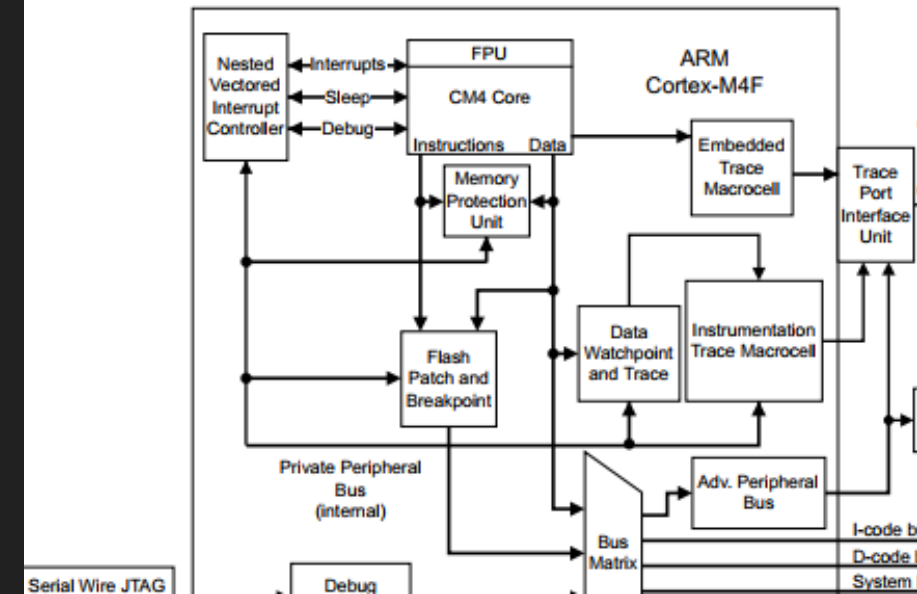 FPU
ARM
Cortex-M4F
Nested
Vectored
Interrupt
Controller
Interrupts
Sleep
Debug
CM4 Core
Instructions Data
Embedded
Trace
Macrocell
Trace
Port
Interface
Unit
Memory
Protection
Unit
Data
Watchpoint
and Trace
Instrumentation
Trace Macrocell
Flash
Patch and
Breakpoint
Private Peripheral
Bus
(internal)
Adv. Peripheral
Bus
Bus
Matrix
I-code b
D-code
System
Serial Wire JTAG
Debug